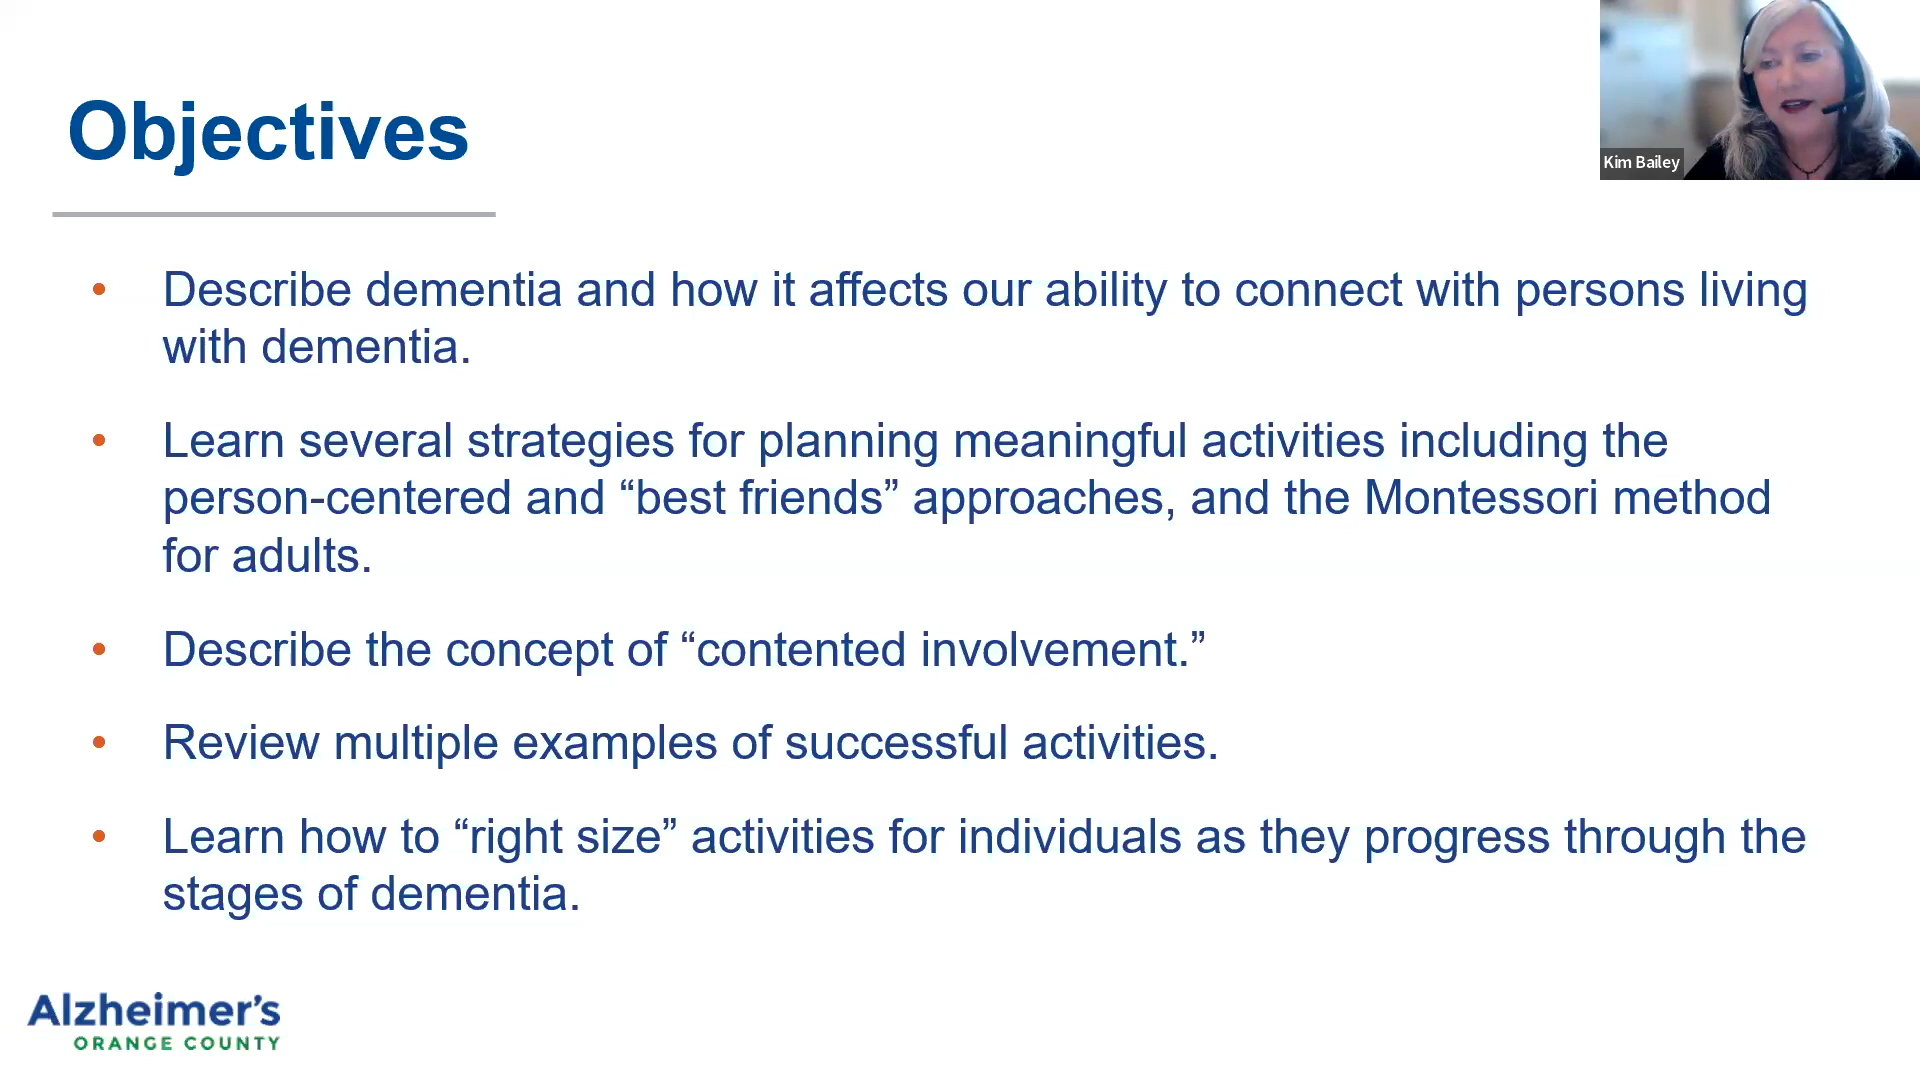 Objectives
Kim Bailey
• Describe dementia and how it affects our ability to connect with persons living
with dementia.
• Learn several strategies for planning meaningful activities including the
person-centered and “best friends” approaches, and the Montessori method
for adults.
• Describe the concept of “contented involvement.”
• Review multiple examples of successful activities.
• Learn how to “right size” activities for individuals as they progress through the
stages of dementia.
Alzheimer’s
ORANGE COUNTY